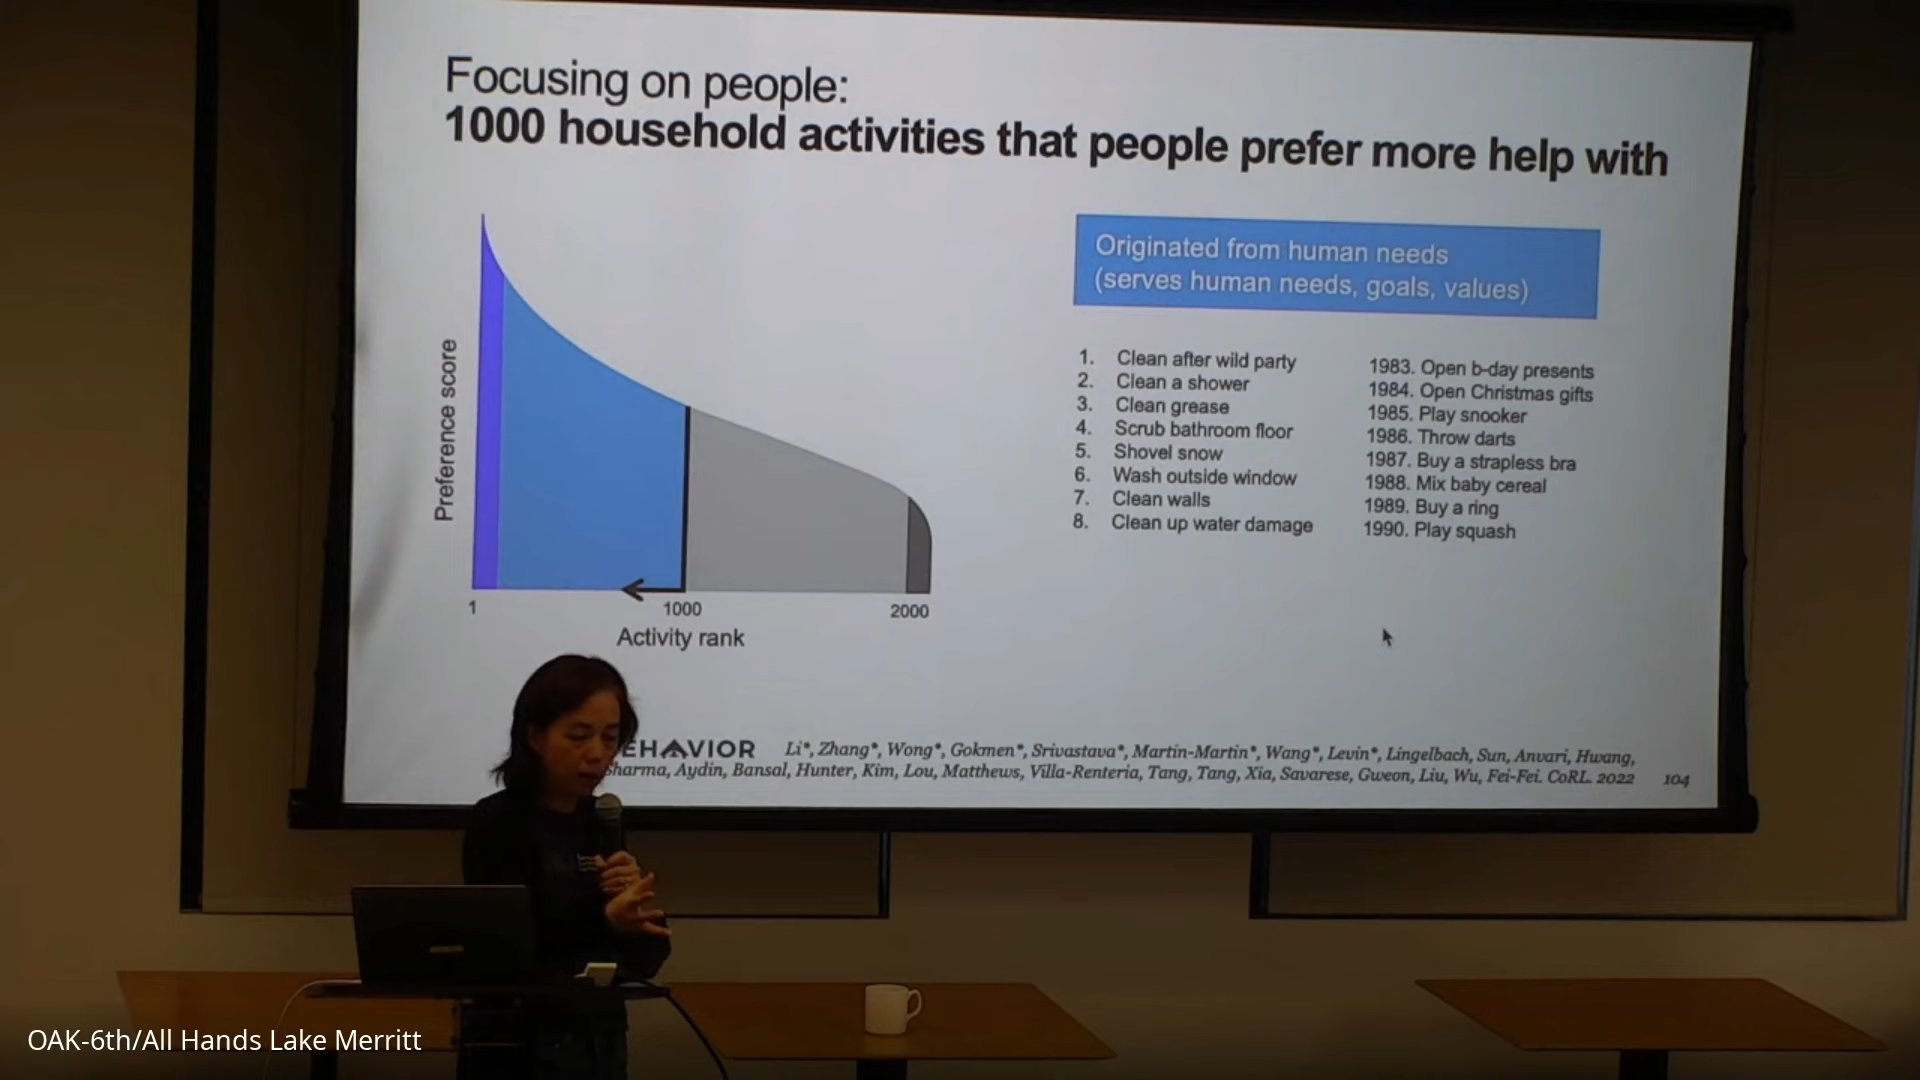 Focusing on people:
1000 household activities that people prefer more help with
Preference score
1
1000
2000
Activity rank
Originated from human needs
(serves human needs, goals, values)
1. Clean after wild party
2. Clean a shower
3. Clean grease
4. Scrub bathroom floor
5. Shovel snow
6. Wash outside window
7. Clean walls
8. Clean up water damage
1983. Open b-day presents
1984. Open Christmas gifts
1985. Play snooker
1986. Throw darts
1987. Buy a strapless bra
1988. Mix baby cereal
1989. Buy a ring
1990. Play squash
EHAVIOR Li*, Zhang*, Wong*, Gokmen*, Srivastava*, Martin-Martin*, Wang*, Levin*, Lingelbach, Sun, Anvari, Hwang,
Sharma, Aydin, Bansal, Hunter, Kim, Lou, Matthews, Villa-Renteria, Tang, Tang, Xia, Savarese, Gweon, Liu, Wu, Fei-Fei. CoRL. 2022 104
OAK-6th/All Hands Lake Merritt